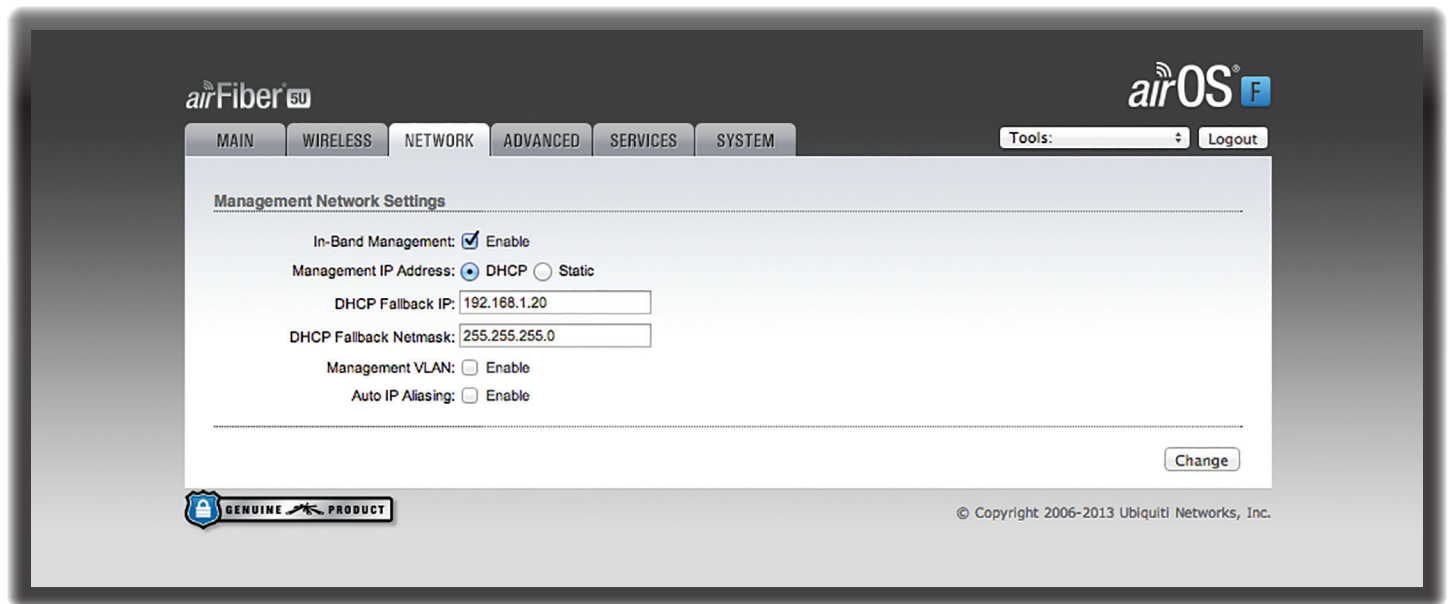 airFiber® 5U
airOS® F
MAIN WIRELESS NETWORK ADVANCED SERVICES SYSTEM Tools: Logout
Management Network Settings
In-Band Management: Enable
Management IP Address: DHCP Static
DHCP Fallback IP: 192.168.1.20
DHCP Fallback Netmask: 255.255.255.0
Management VLAN: Enable
Auto IP Aliasing: Enable
Change
GENUINE PRODUCT
© Copyright 2006-2013 Ubiquiti Networks, Inc.